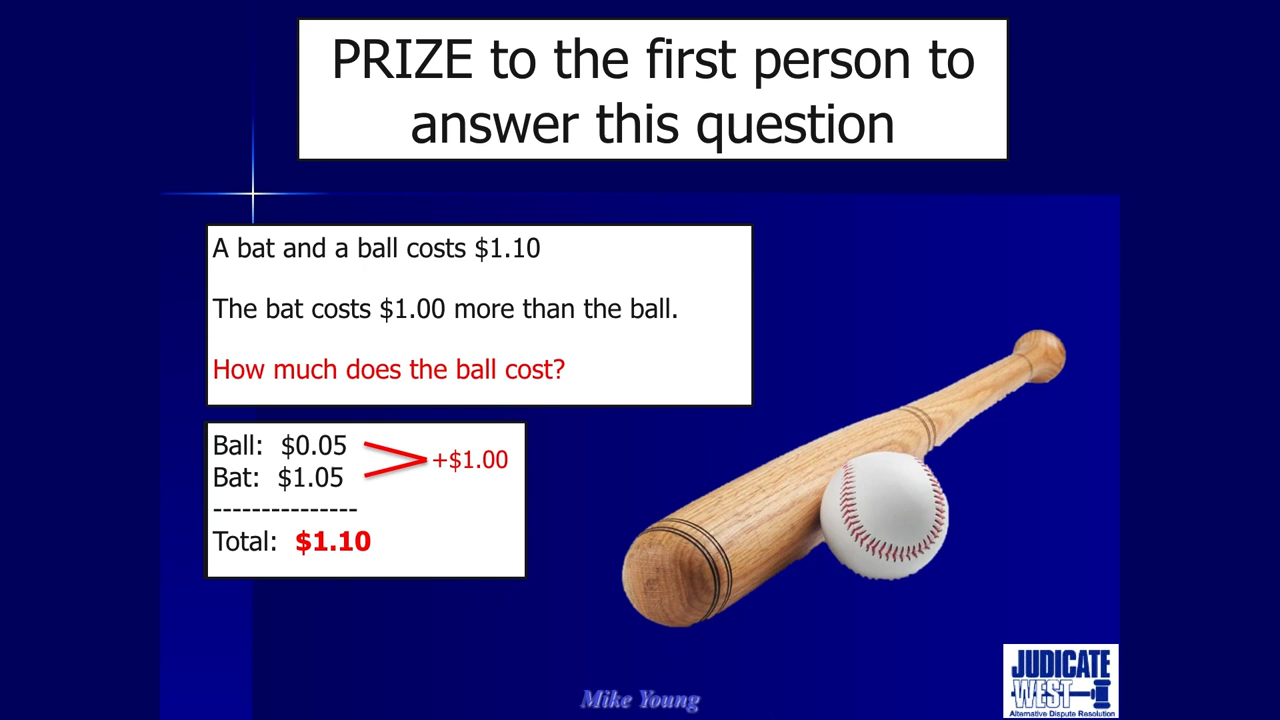 PRIZE to the first person to
answer this question
A bat and a ball costs $1.10
The bat costs $1.00 more than the ball.
How much does the ball cost?
Ball: $0.05
Bat: $1.05
+$1.00
---------------
Total: $1.10
Mike Young
JUDICATE
WEST
Alternative Dispute Resolution